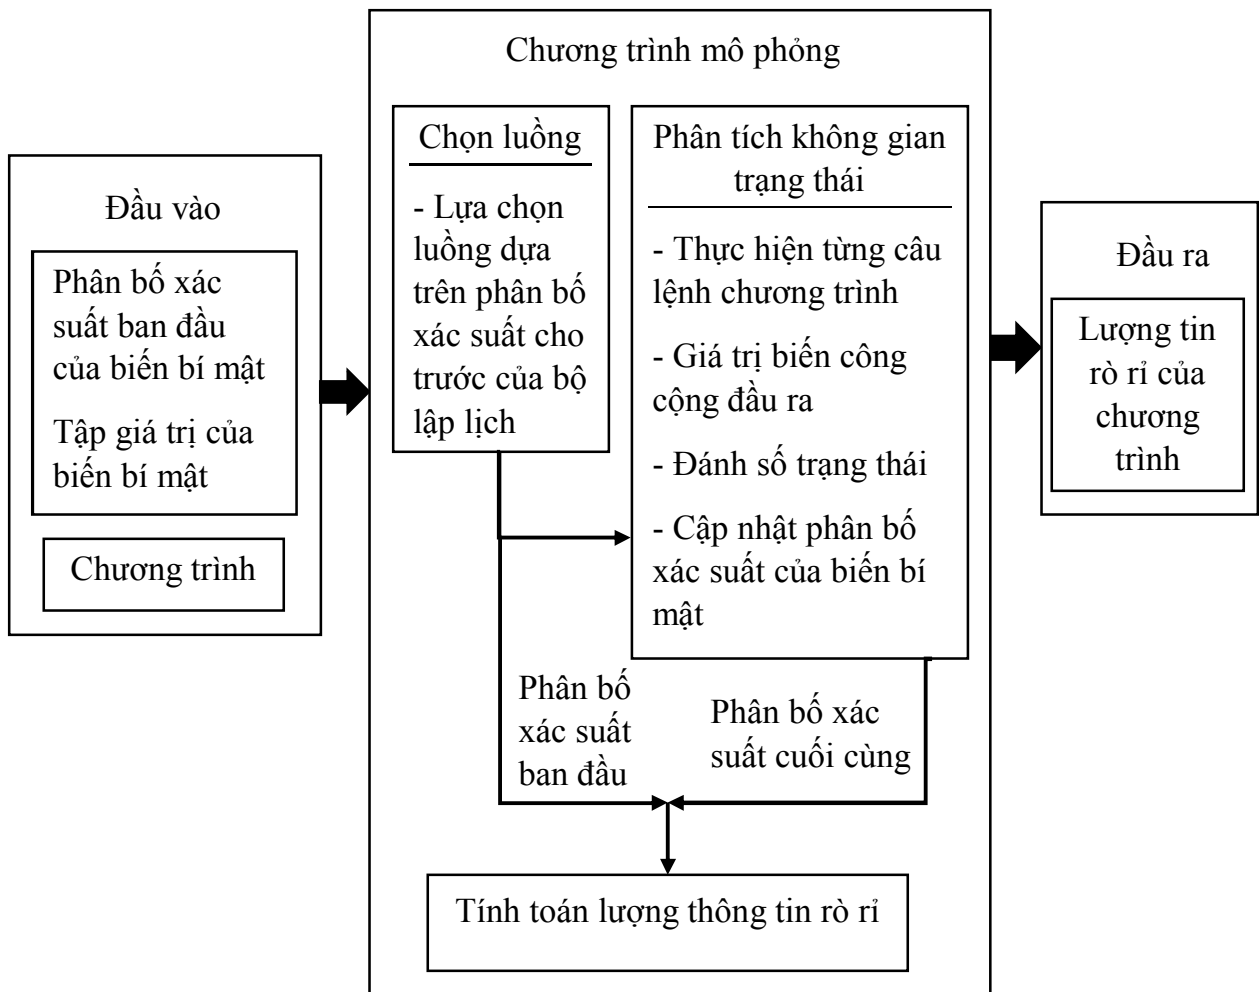 Chương trình mô phỏng
Đầu vào
Phân bố xác
suất ban đầu
của biến bí mật
Tập giá trị của
biến bí mật
Chương trình
Chọn luồng
- Lựa chọn
luồng dựa
trên phân bố
xác suất cho
trước của bộ
lập lịch
Phân tích không gian
trạng thái
- Thực hiện từng câu
lệnh chương trình
- Giá trị biến công
cộng đầu ra
- Đánh số trạng thái
- Cập nhật phân bố
xác suất của biến bí
mật
Phân bố
xác suất
ban đầu
Phân bố xác
suất cuối cùng
Tính toán lượng thông tin rò rỉ
Đầu ra
Lượng tin
rò rỉ của
chương
trình